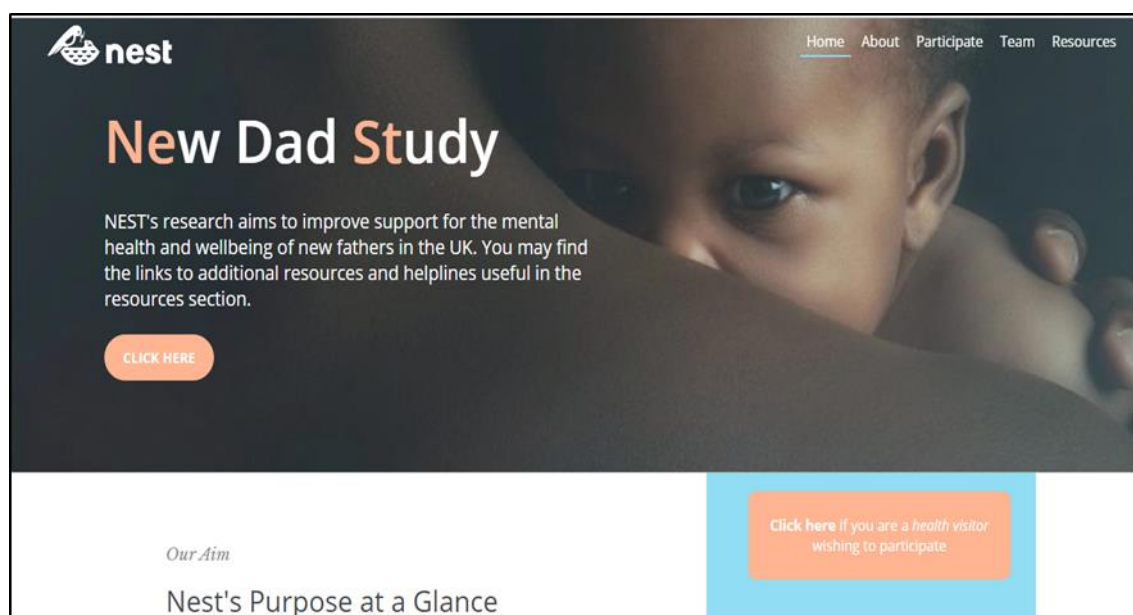 nest
Home About Participate Team Resources
New Dad Study
NEST's research aims to improve support for the mental
health and wellbeing of new fathers in the UK. You may find
the links to additional resources and helplines useful in the
resources section.
CLICK HERE
Click here if you are a health visitor
wishing to participate
Our Aim
Nest's Purpose at a Glance